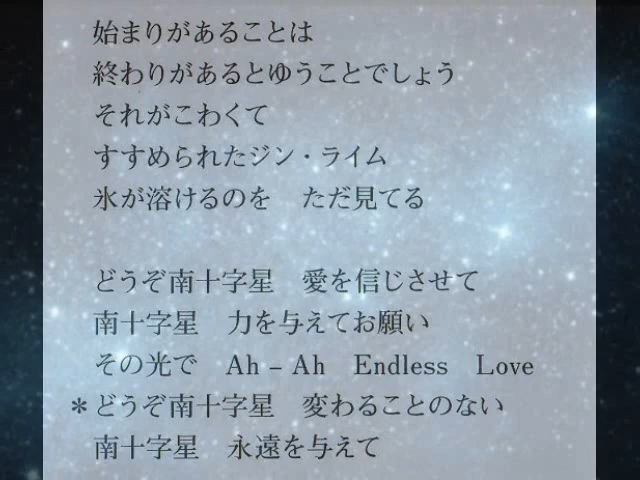 始まりがあることは
終わりがあるとゆうことでしょう
それがこわくて
すすめられたジン・ライム
氷が溶けるのを　ただ見てる
どうぞ南十字星　愛を信じさせて
南十字星　力を与えてお願い
その光で　Ah－Ah　Endless　Love
＊どうぞ南十字星　変わることのない
南十字星　永遠を与えて